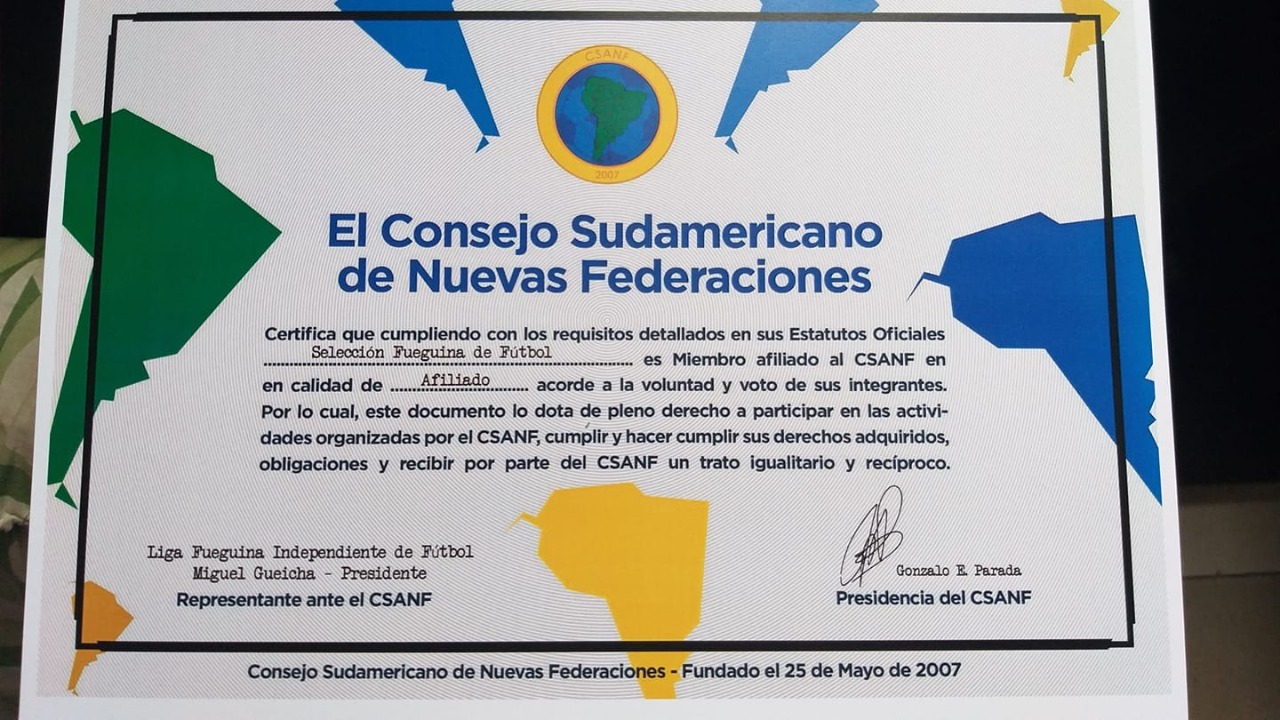 CSANF
2007
El Consejo Sudamericano
de Nuevas Federaciones
Certifica que cumpliendo con los requisitos detallados en sus Estatutos Oficiales
Selección Fueguina de Fútbol es Miembro afiliado al CSANF en
en calidad de Afiliado acorde a la voluntad y voto de sus integrantes.
Por lo cual, este documento lo dota de pleno derecho a participar en las activi-
dades organizadas por el CSANF, cumplir y hacer cumplir sus derechos adquiridos,
obligaciones y recibir por parte del CSANF un trato igualitario y recíproco.
Liga Fueguina Independiente de Fútbol
Miguel Gueicha - Presidente
Representante ante el CSANF
Gonzalo E. Parada
Presidencia del CSANF
Consejo Sudamericano de Nuevas Federaciones - Fundado el 25 de Mayo de 2007